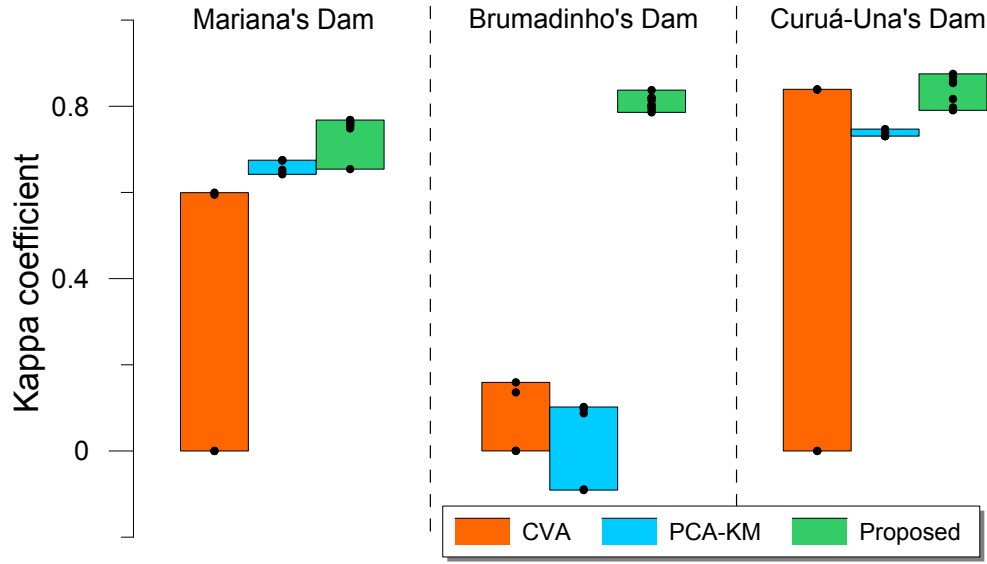 Mariana's Dam Brumadinho's Dam Curuá-Una's Dam
Kappa coefficient
0.8
0.4
0
CVA PCA-KM Proposed